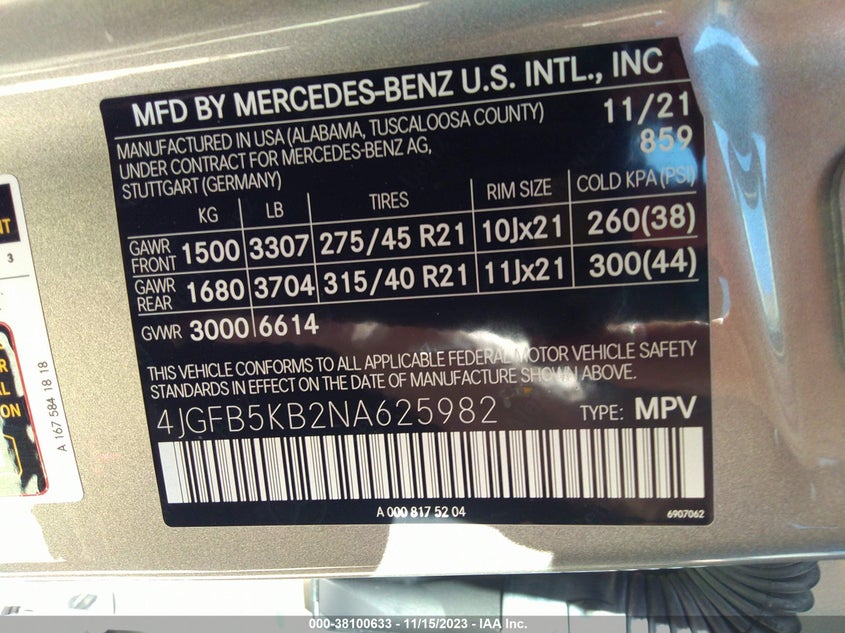 MFD BY MERCEDES-BENZ U.S. INTL., INC
MANUFACTURED IN USA (ALABAMA, TUSCALOOSA COUNTY) 11/21
UNDER CONTRACT FOR MERCEDES-BENZ AG, 859
STUTTGART (GERMANY)
KG LB TIRES RIM SIZE COLD KPA (PSI)
GAWR FRONT 1500 3307 275/45 R21 10Jx21 260(38)
GAWR REAR 1680 3704 315/40 R21 11Jx21 300(44)
GVWR 3000 6614
THIS VEHICLE CONFORMS TO ALL APPLICABLE FEDERAL MOTOR VEHICLE SAFETY
STANDARDS IN EFFECT ON THE DATE OF MANUFACTURE SHOWN ABOVE.
4JGFB5KB2NA625982 TYPE: MPV
A 000 817 52 04 6907062
3
A 167 584 18 18
000-38100633 - 11/15/2023 - IAA Inc.